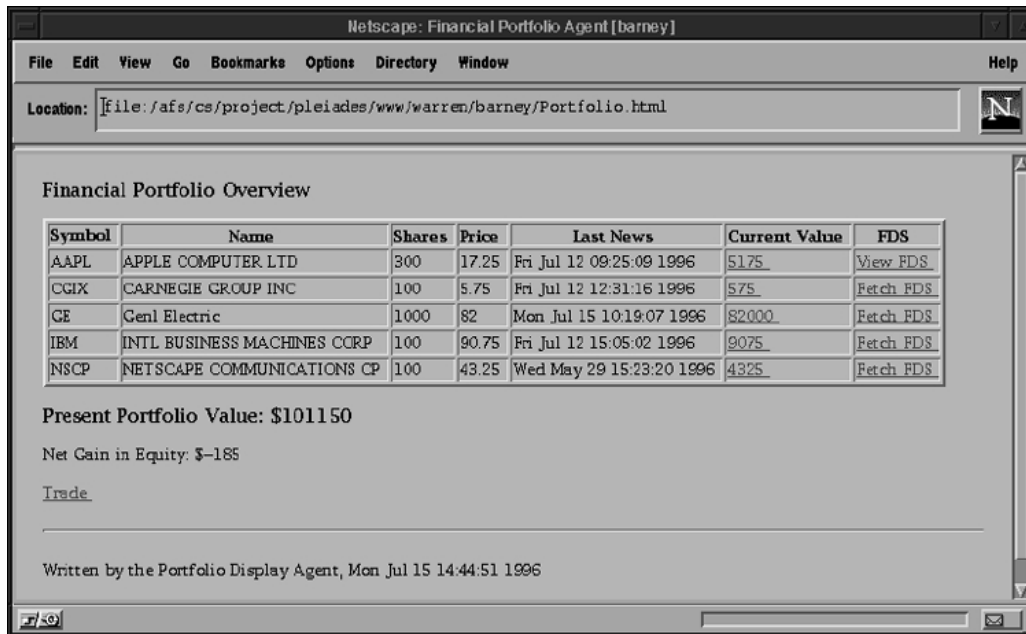 Netscape: Financial Portfolio Agent [barney]
File Edit View Go Bookmarks Options Directory Window Help
Location: file:/afs/cs/project/pleiades/www/warren/barney/Portfolio.html
N
Financial Portfolio Overview
Symbol Name Shares Price Last News Current Value FDS
AAPL APPLE COMPUTER LTD 300 17.25 Fri Jul 12 09:25:09 1996 5175 View FDS
CGIX CARNEGIE GROUP INC 100 5.75 Fri Jul 12 12:31:16 1996 575 Fetch FDS
GE Genl Electric 1000 82 Mon Jul 15 10:19:07 1996 82000 Fetch FDS
IBM INTL BUSINESS MACHINES CORP 100 90.75 Fri Jul 12 15:05:02 1996 9075 Fetch FDS
NSCP NETSCAPE COMMUNICATIONS CP 100 43.25 Wed May 29 15:23:20 1996 4325 Fetch FDS
Present Portfolio Value: $101150
Net Gain in Equity: $-185
Trade
Written by the Portfolio Display Agent, Mon Jul 15 14:44:51 1996